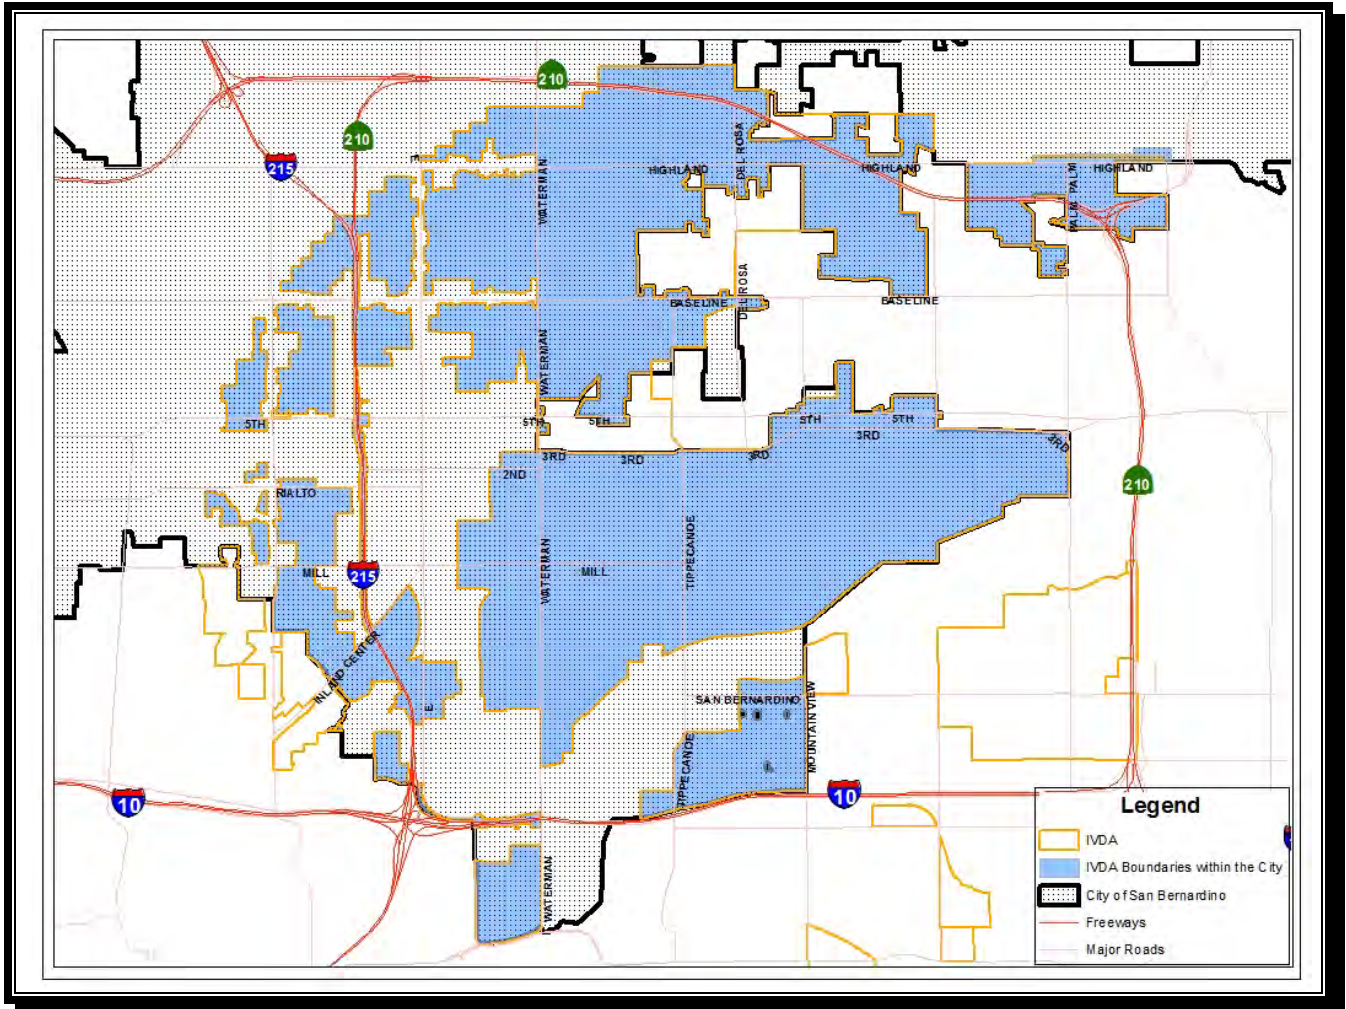 210
210
215
E
WATERMAN
HIGHLAND
DEL ROSA
HIGHLAND
PALM
PALM
HIGHLAND
DEL ROSA
BASELINE
BASELINE
WATERMAN
5TH
5TH
5TH
5TH
5TH
3RD
3RD
3RD
3RD
3RD
2ND
RIALTO
210
MILL
215
WATERMAN
MILL
TIPPECANOE
INLAND CENTER
E
SAN BERNARDINO
MOUNTAIN VIEW
TIPPECANOE
10
10
WATERMAN
Legend
IVDA
IVDA Boundaries within the City
City of San Bernardino
Freeways
Major Roads